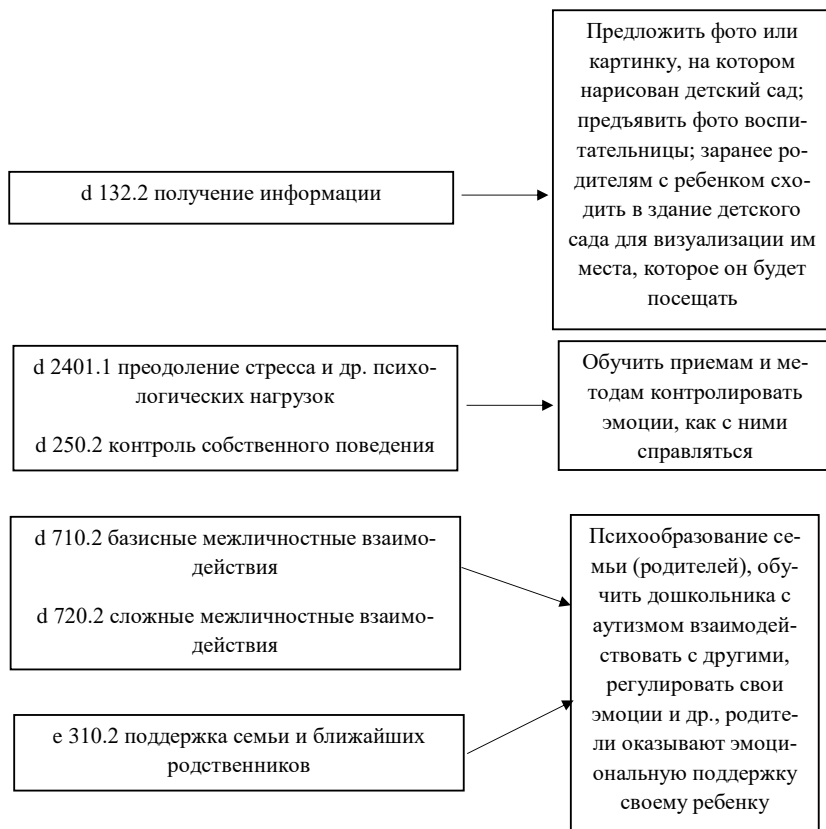 Предложить фото или
картинку, на котором
нарисован детский сад;
предъявить фото воспи-
тательницы; заранее ро-
дителям с ребенком схо-
дить в здание детского
сада для визуализации им
места, которое он будет
посещать
d 132.2 получение информации
d 2401.1 преодоление стресса и др. психо-
логических нагрузок
d 250.2 контроль собственного поведения
Обучить приемам и ме-
тодам контролировать
эмоции, как с ними
справляться
d 710.2 базисные межличностные взаимо-
действия
d 720.2 сложные межличностные взаимо-
действия
e 310.2 поддержка семьи и ближайших
родственников
Психообразование се-
мьи (родителей), обу-
чить дошкольника с
аутизмом взаимодей-
ствовать с другими,
регулировать свои
эмоции и др., родите-
ли оказывают эмоци-
ональную поддержку
своему ребенку